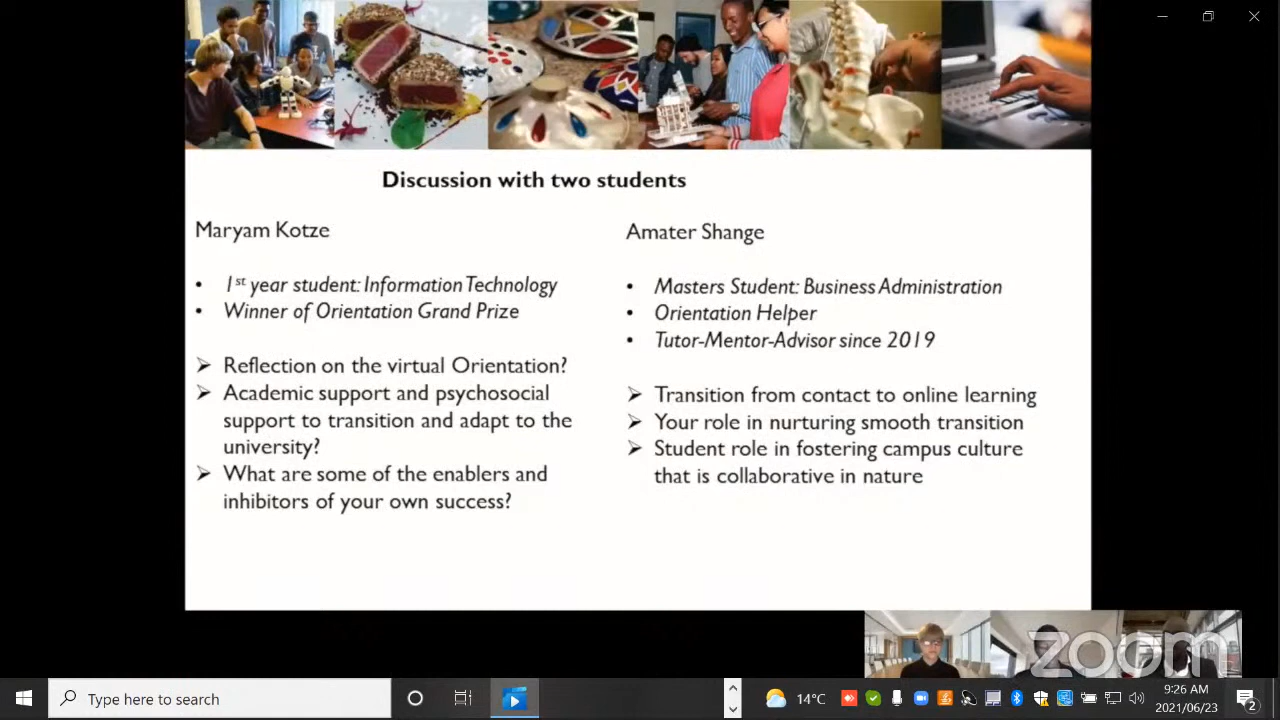 Discussion with two students
Maryam Kotze
• 1st year student: Information Technology
• Winner of Orientation Grand Prize
➢ Reflection on the virtual Orientation?
➢ Academic support and psychosocial
support to transition and adapt to the
university?
➢ What are some of the enablers and
inhibitors of your own success?
Amater Shange
• Masters Student: Business Administration
• Orientation Helper
• Tutor-Mentor-Advisor since 2019
➢ Transition from contact to online learning
➢ Your role in nurturing smooth transition
➢ Student role in fostering campus culture
that is collaborative in nature
zoom
Type here to search
14°C
9:26 AM
2021/06/23
2